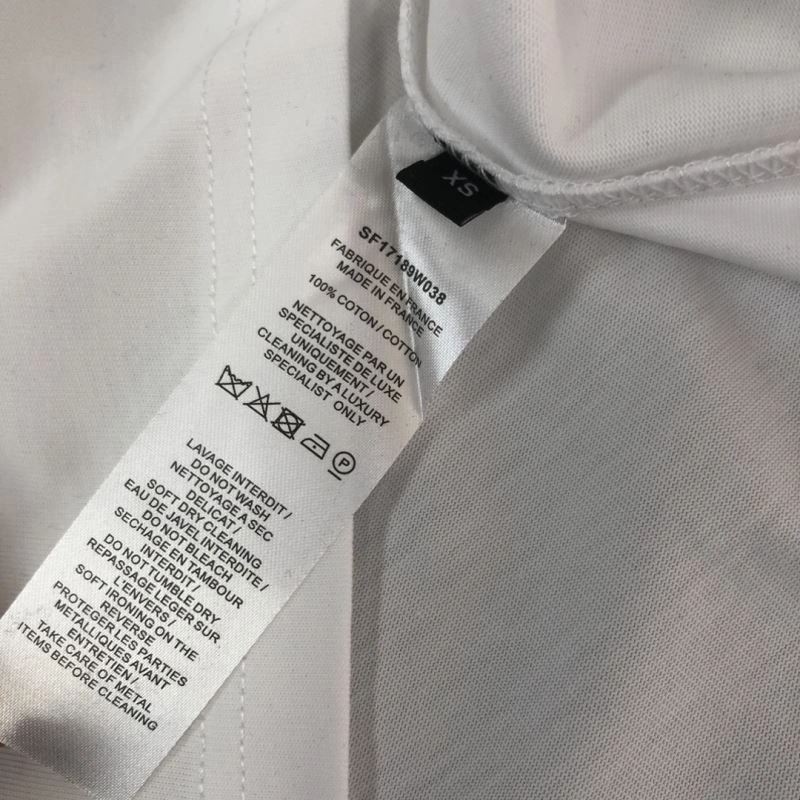 XS
SF17189W038
FABRIQUE EN FRANCE
MADE IN FRANCE
100% COTON / COTTON
NETTOYAGE PAR UN
SPECIALISTE DE LUXE
UNIQUEMENT /
CLEANING BY A LUXURY
SPECIALIST ONLY
P
LAVAGE INTERDIT /
DO NOT WASH
NETTOYAGE A SEC
DELICAT /
SOFT DRY CLEANING
EAU DE JAVEL INTERDITE /
DO NOT BLEACH
SECHAGE EN TAMBOUR
INTERDIT /
DO NOT TUMBLE DRY
REPASSAGE LEGER SUR
L'ENVERS /
SOFT IRONING ON THE
REVERSE
PROTEGER LES PARTIES
METALLIQUES AVANT
ENTRETIEN /
TAKE CARE OF METAL
ITEMS BEFORE CLEANING